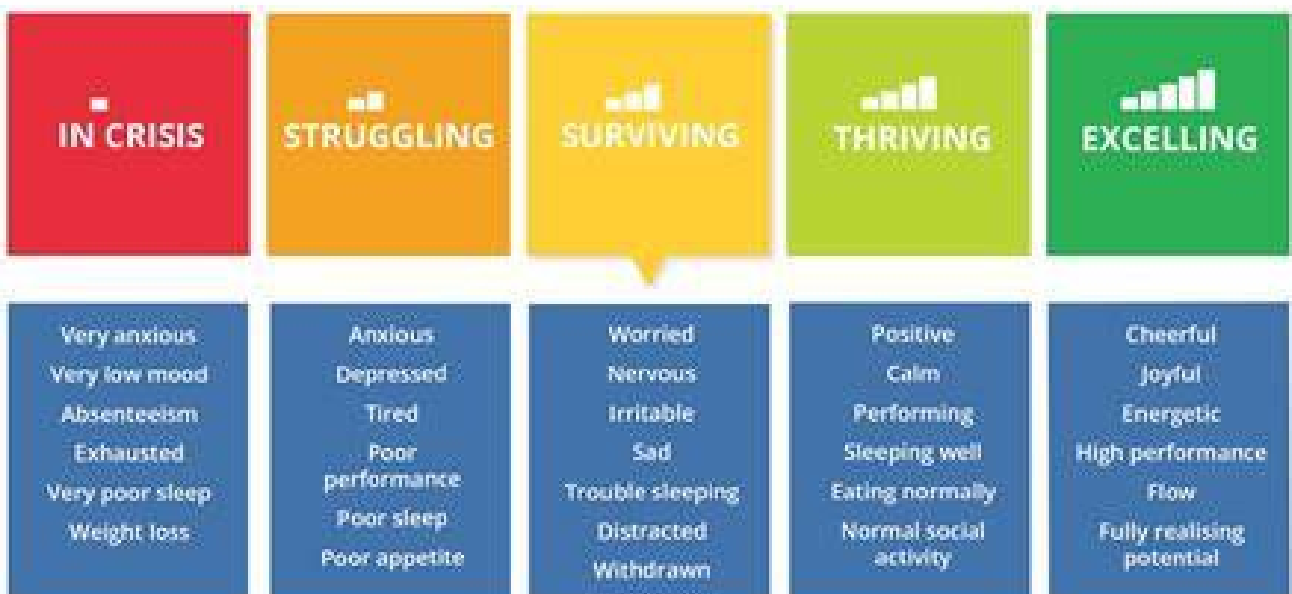 IN CRISIS
STRUGGLING
SURVIVING
THRIVING
EXCELLING
Very anxious
Very low mood
Absenteeism
Exhausted
Very poor sleep
Weight loss
Anxious
Depressed
Tired
Poor
performance
Poor sleep
Poor appetite
Worried
Nervous
Irritable
Sad
Trouble sleeping
Distracted
Withdrawn
Positive
Calm
Performing
Sleeping well
Eating normally
Normal social
activity
Cheerful
Joyful
Energetic
High performance
Flow
Fully realising
potential